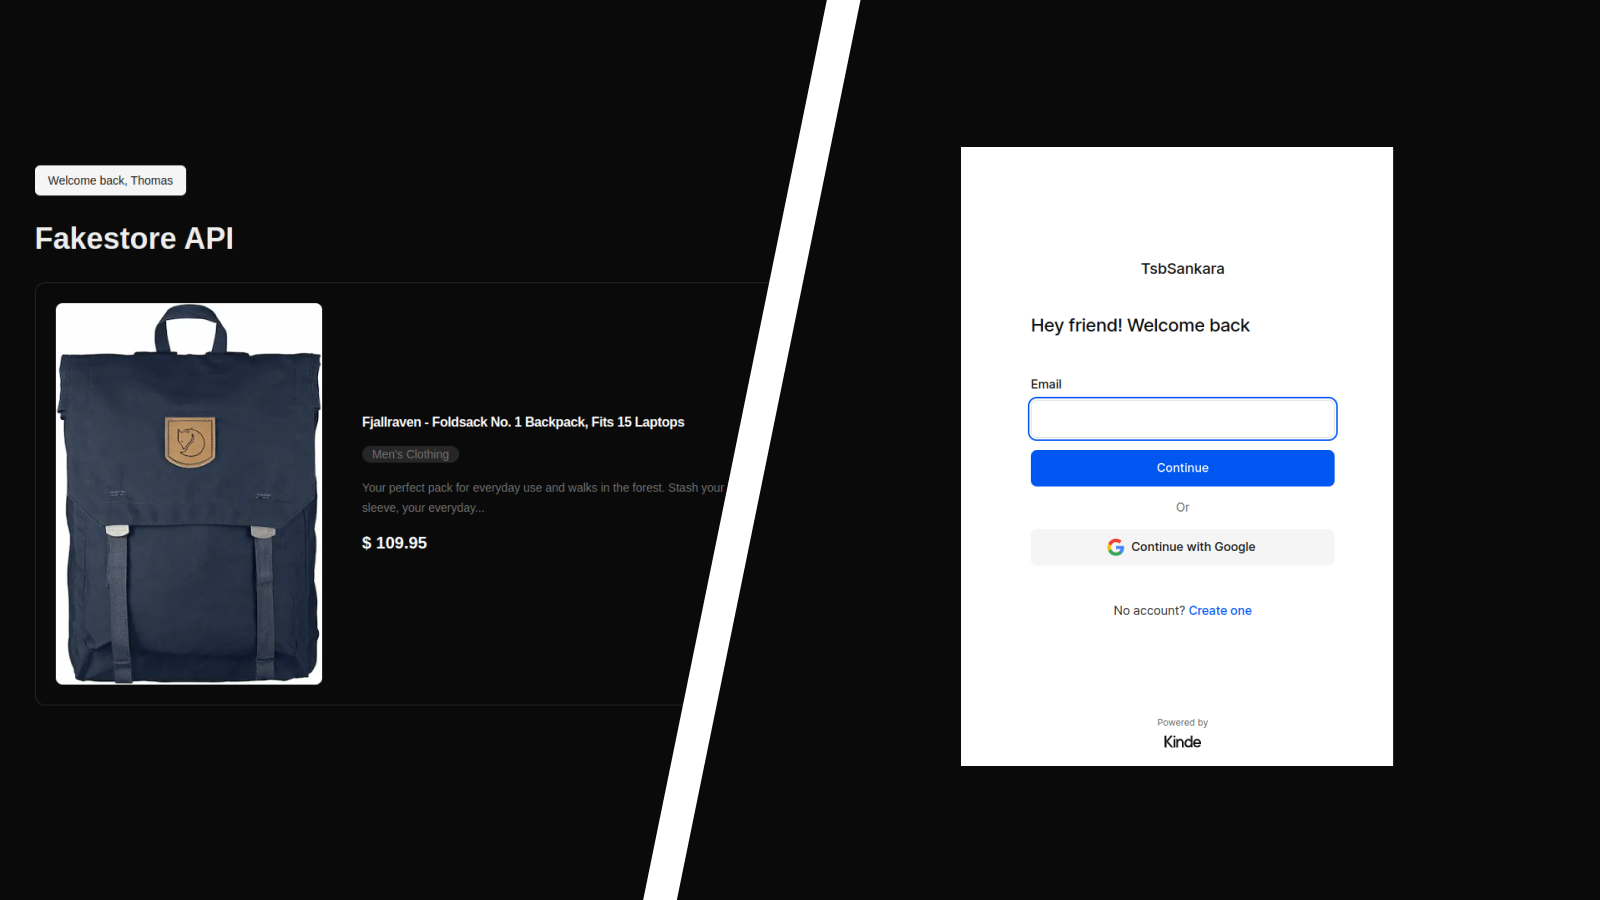 Welcome back, Thomas
Fakestore API
Fjallraven - Foldsack No. 1 Backpack, Fits 15 Laptops
Men's Clothing
Your perfect pack for everyday use and walks in the forest. Stash your
sleeve, your everyday...
$ 109.95
TsbSankara
Hey friend! Welcome back
Email
Continue
Or
Continue with Google
No account? Create one
Powered by
Kinde